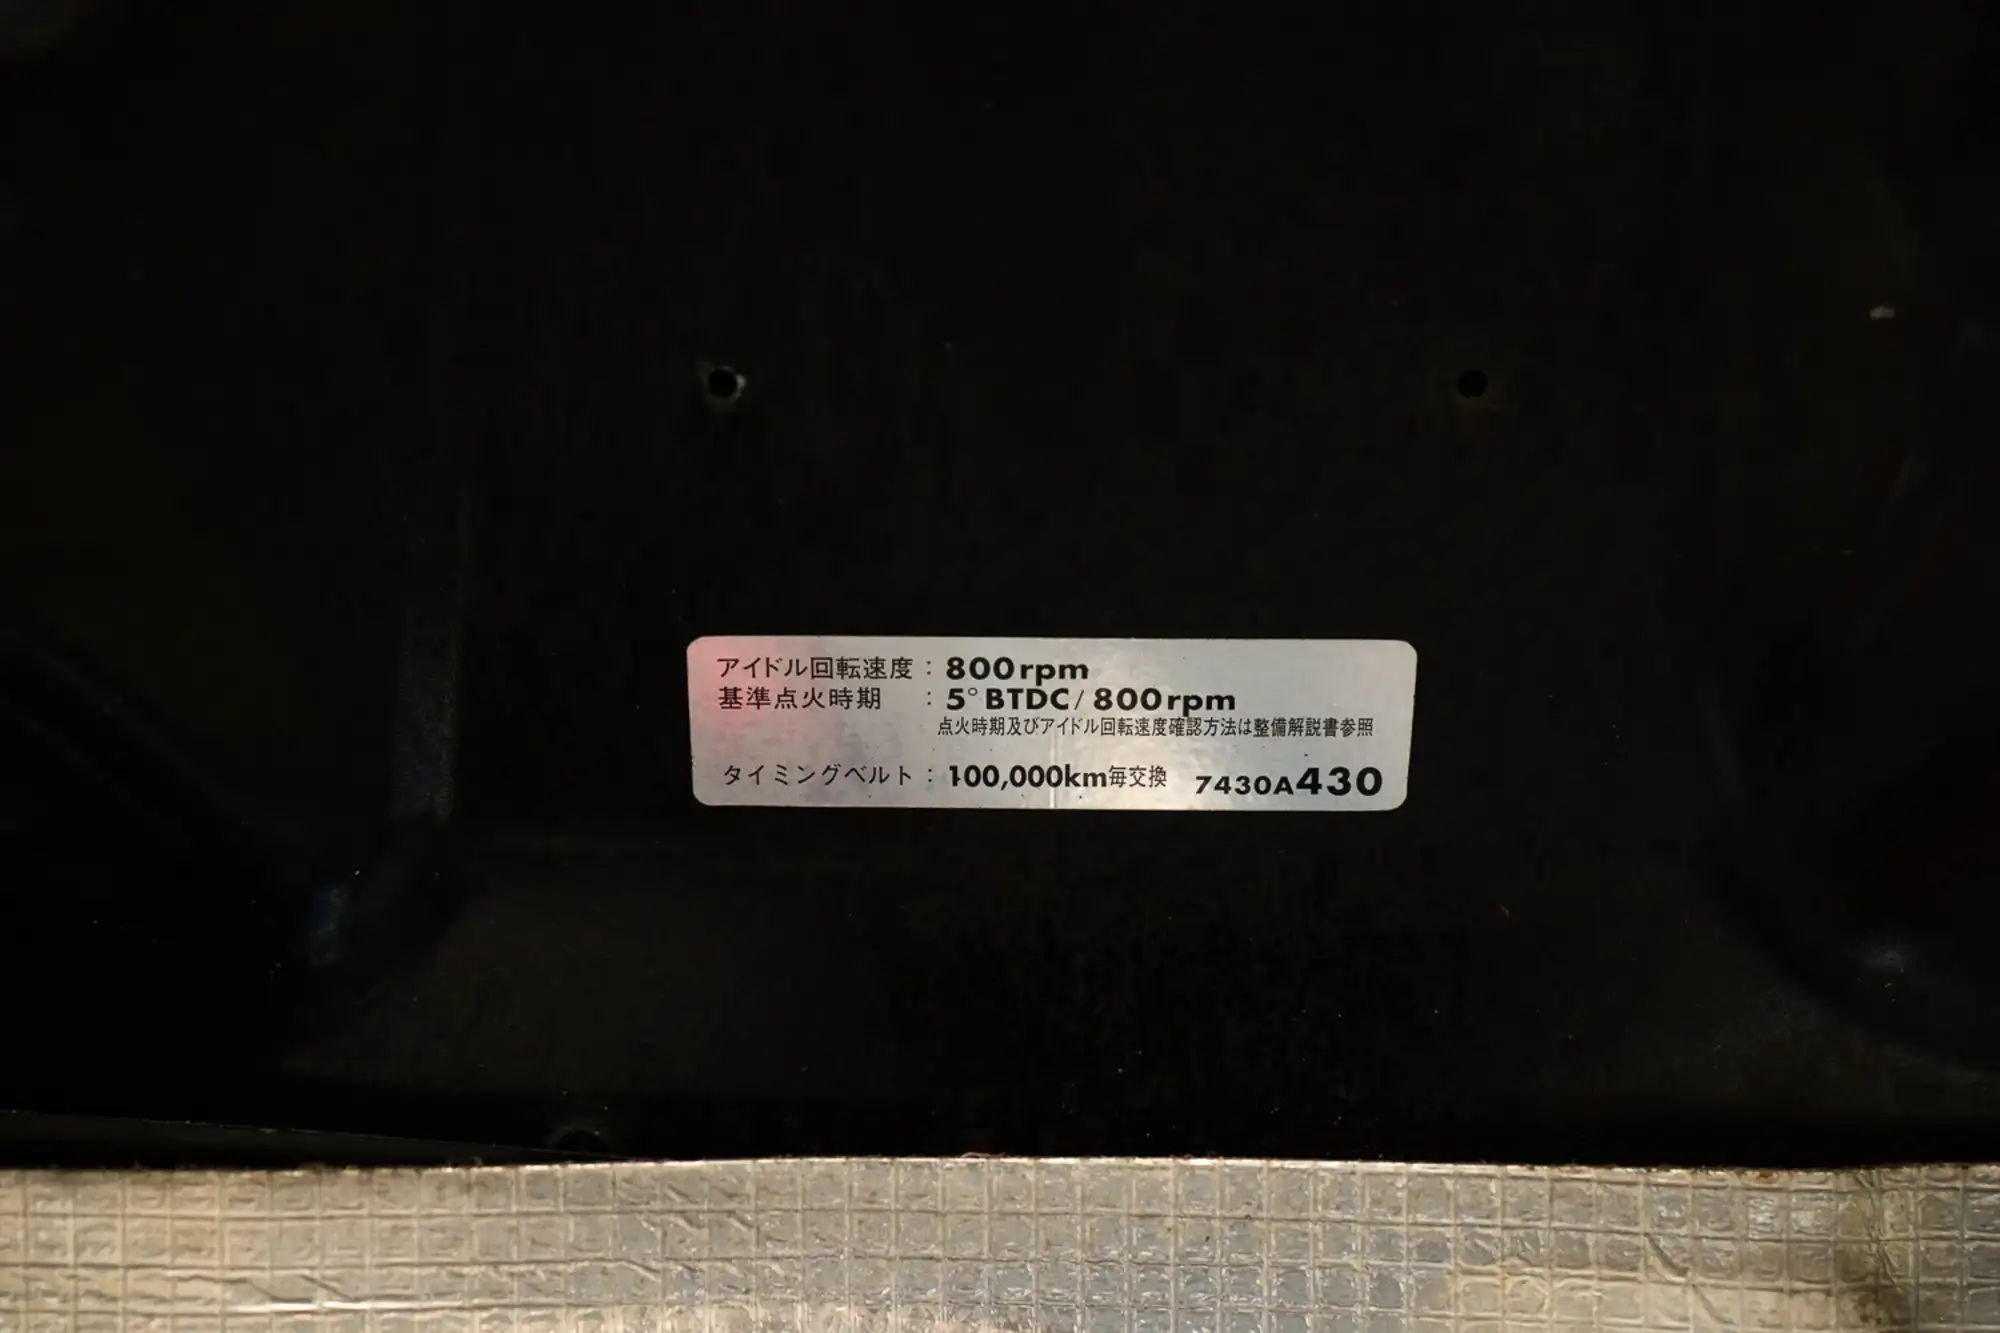 アイドル回転速度 : 800rpm
基準点火時期 : 5° BTDC / 800rpm
点火時期及びアイドル回転速度確認方法は整備解説書参照
タイミングベルト : 100,000km毎交換 7430A430